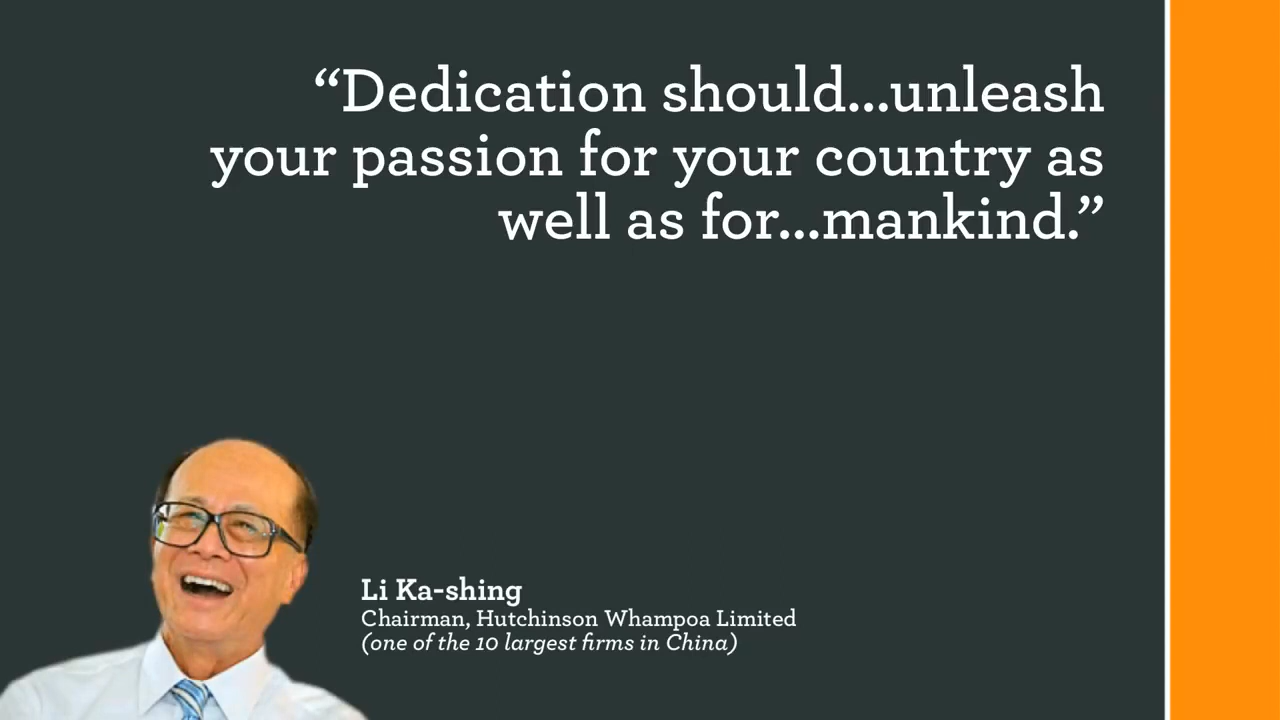 “Dedication should...unleash
your passion for your country as
well as for...mankind.”
Li Ka-shing
Chairman, Hutchinson Whampoa Limited
(one of the 10 largest firms in China)